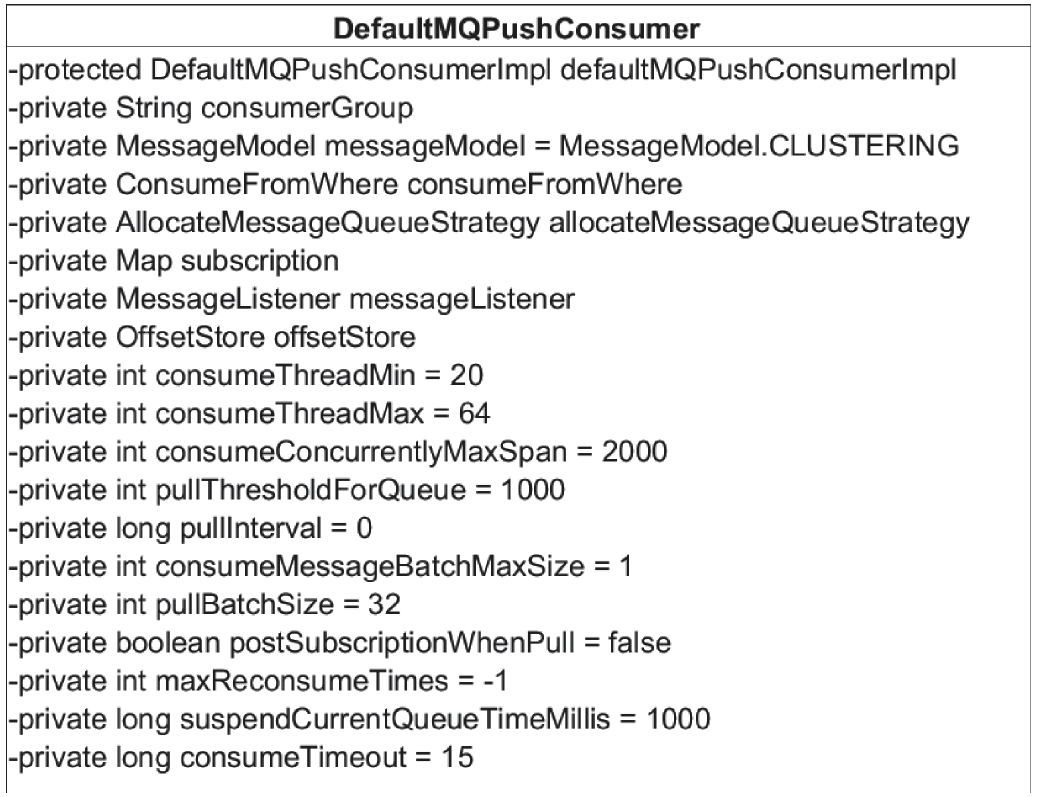 DefaultMQPushConsumer
-protected DefaultMQPushConsumerImpl defaultMQPushConsumerImpl
-private String consumerGroup
-private MessageModel messageModel = MessageModel.CLUSTERING
-private ConsumeFromWhere consumeFromWhere
-private AllocateMessageQueueStrategy allocateMessageQueueStrategy
-private Map subscription
-private MessageListener messageListener
-private OffsetStore offsetStore
-private int consumeThreadMin = 20
-private int consumeThreadMax = 64
-private int consumeConcurrentlyMaxSpan = 2000
-private int pullThresholdForQueue = 1000
-private long pullInterval = 0
-private int consumeMessageBatchMaxSize = 1
-private int pullBatchSize = 32
-private boolean postSubscriptionWhenPull = false
-private int maxReconsumeTimes = -1
-private long suspendCurrentQueueTimeMillis = 1000
-private long consumeTimeout = 15